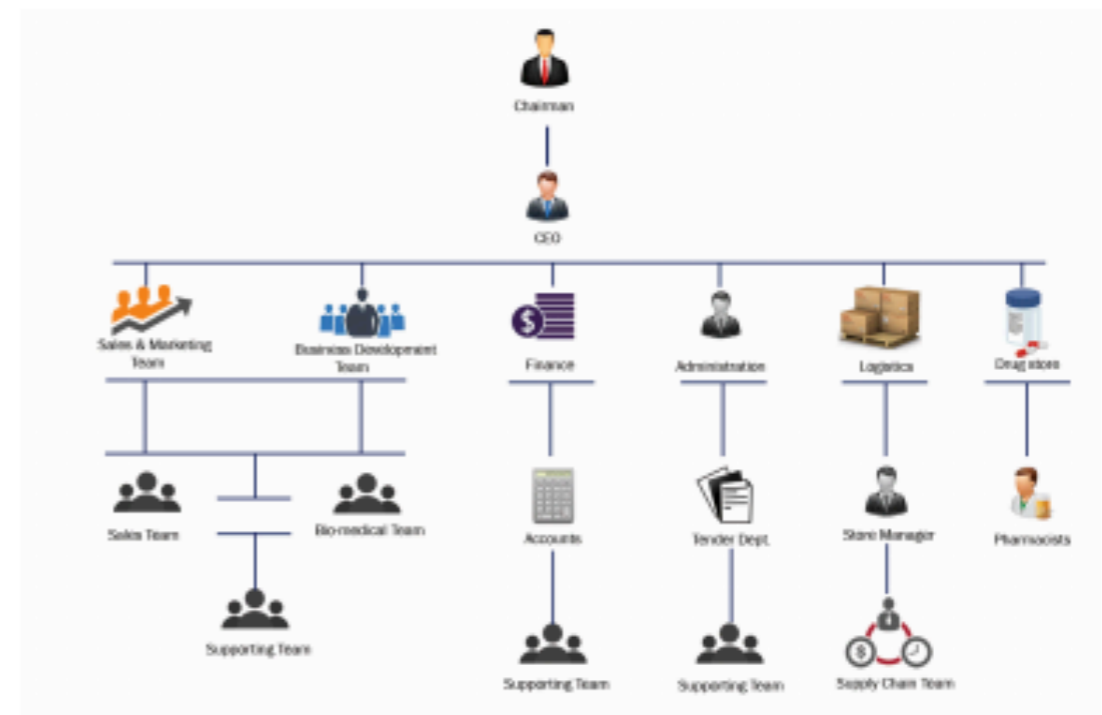 Chairman
CEO
Sales & Marketing
Team
Business Development
Team
Finance
Administration
Logistics
Drug store
Sales Team
Bio-medical Team
Accounts
Tender Dept.
Store Manager
Pharmacists
Supporting Team
Supporting Team
Supporting Team
Supply Chain Team